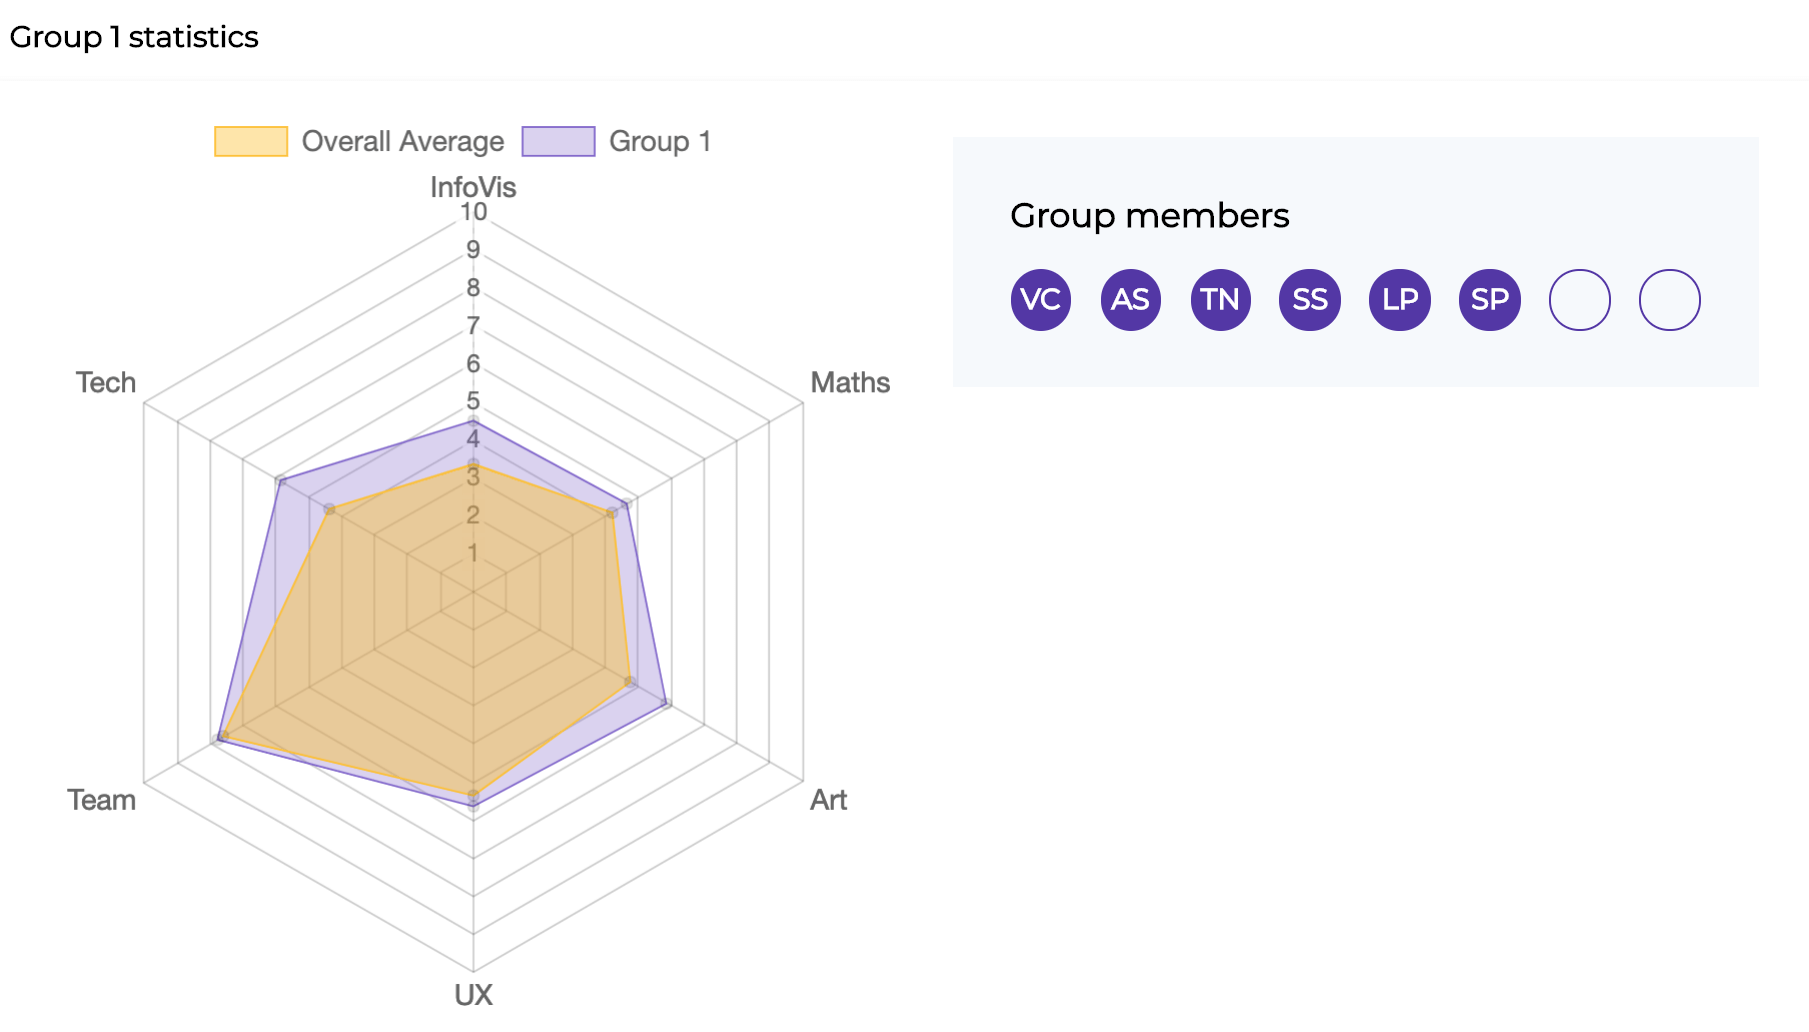 Group 1 statistics
Overall Average Group 1
InfoVis
10
9
8
7
6
5
4
3
2
1
Tech
Maths
Team
Art
UX
Group members
VC AS TN SS LP SP